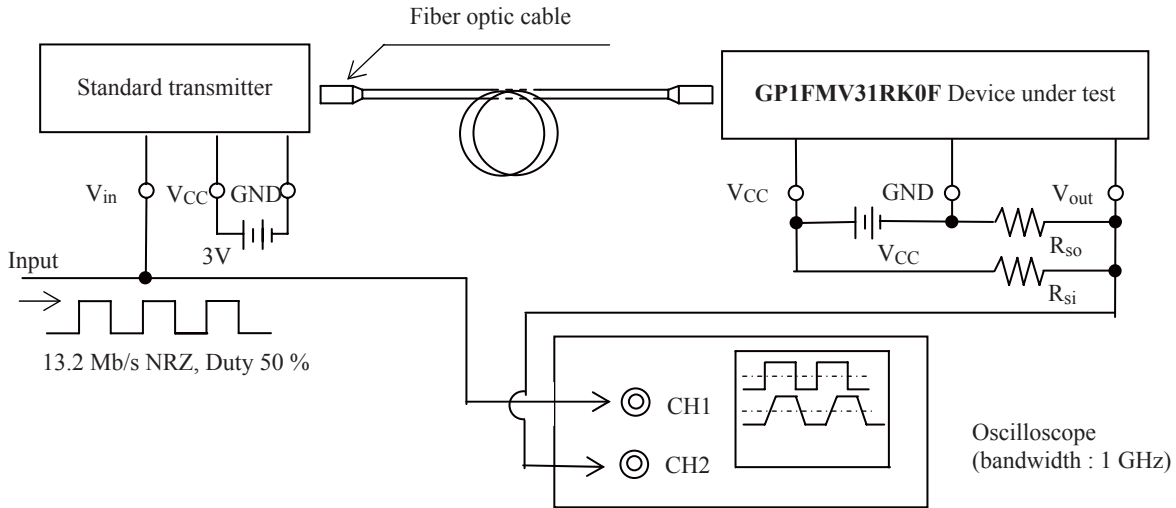 Fiber optic cable
Standard transmitter
GP1FMV31RK0F Device under test
Vin
VCC
GND
3V
VCC
GND
Vout
VCC
Rso
Rsi
Input
13.2 Mb/s NRZ, Duty 50 %
CH1
CH2
Oscilloscope
(bandwidth : 1 GHz)